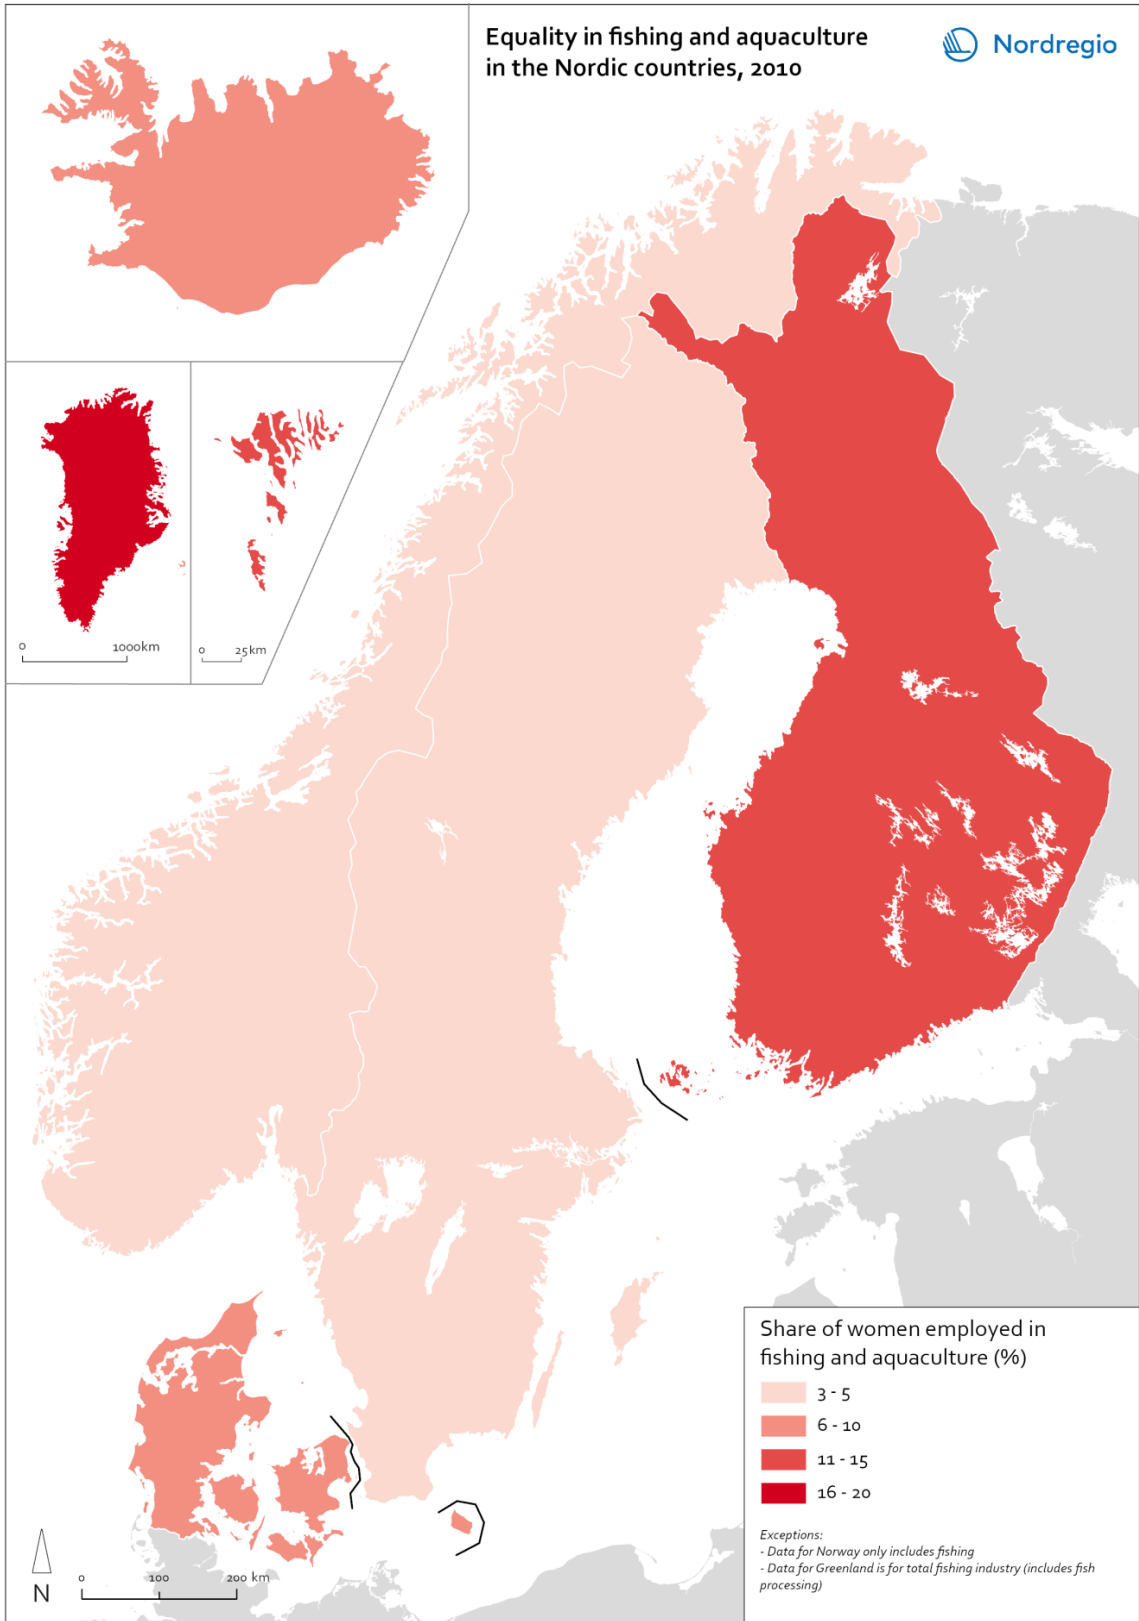 Equality in fishing and aquaculture
in the Nordic countries, 2010
Nordregio
0 1000km
0 25km
Share of women employed in
fishing and aquaculture (%)
3 - 5
6 - 10
11 - 15
16 - 20
Exceptions:
- Data for Norway only includes fishing
- Data for Greenland is for total fishing industry (includes fish
processing)
N
0 100 200 km